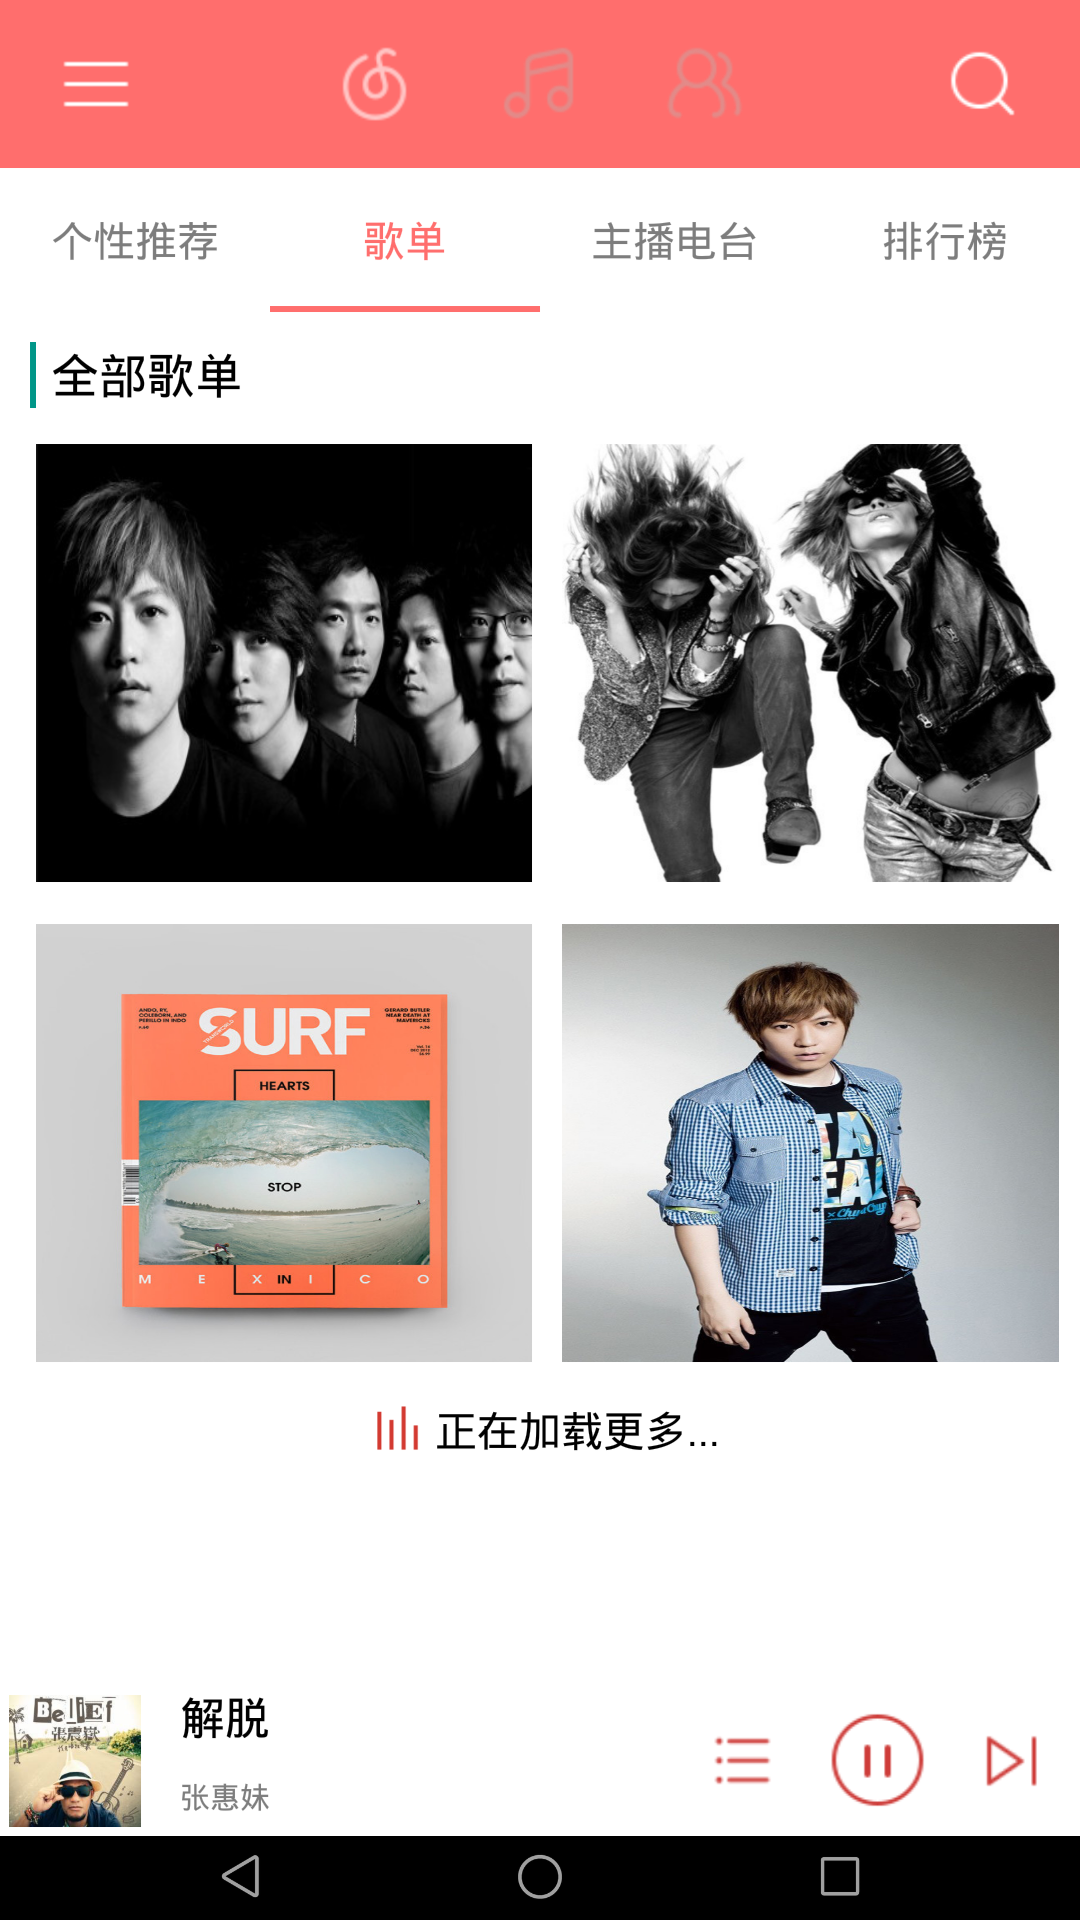 个性推荐 歌单 主播电台 排行榜
全部歌单
SURF
HEARTS
STOP
MEXICO
IN
正在加载更多...
BeLiEf
張震嶽
解脱
张惠妹